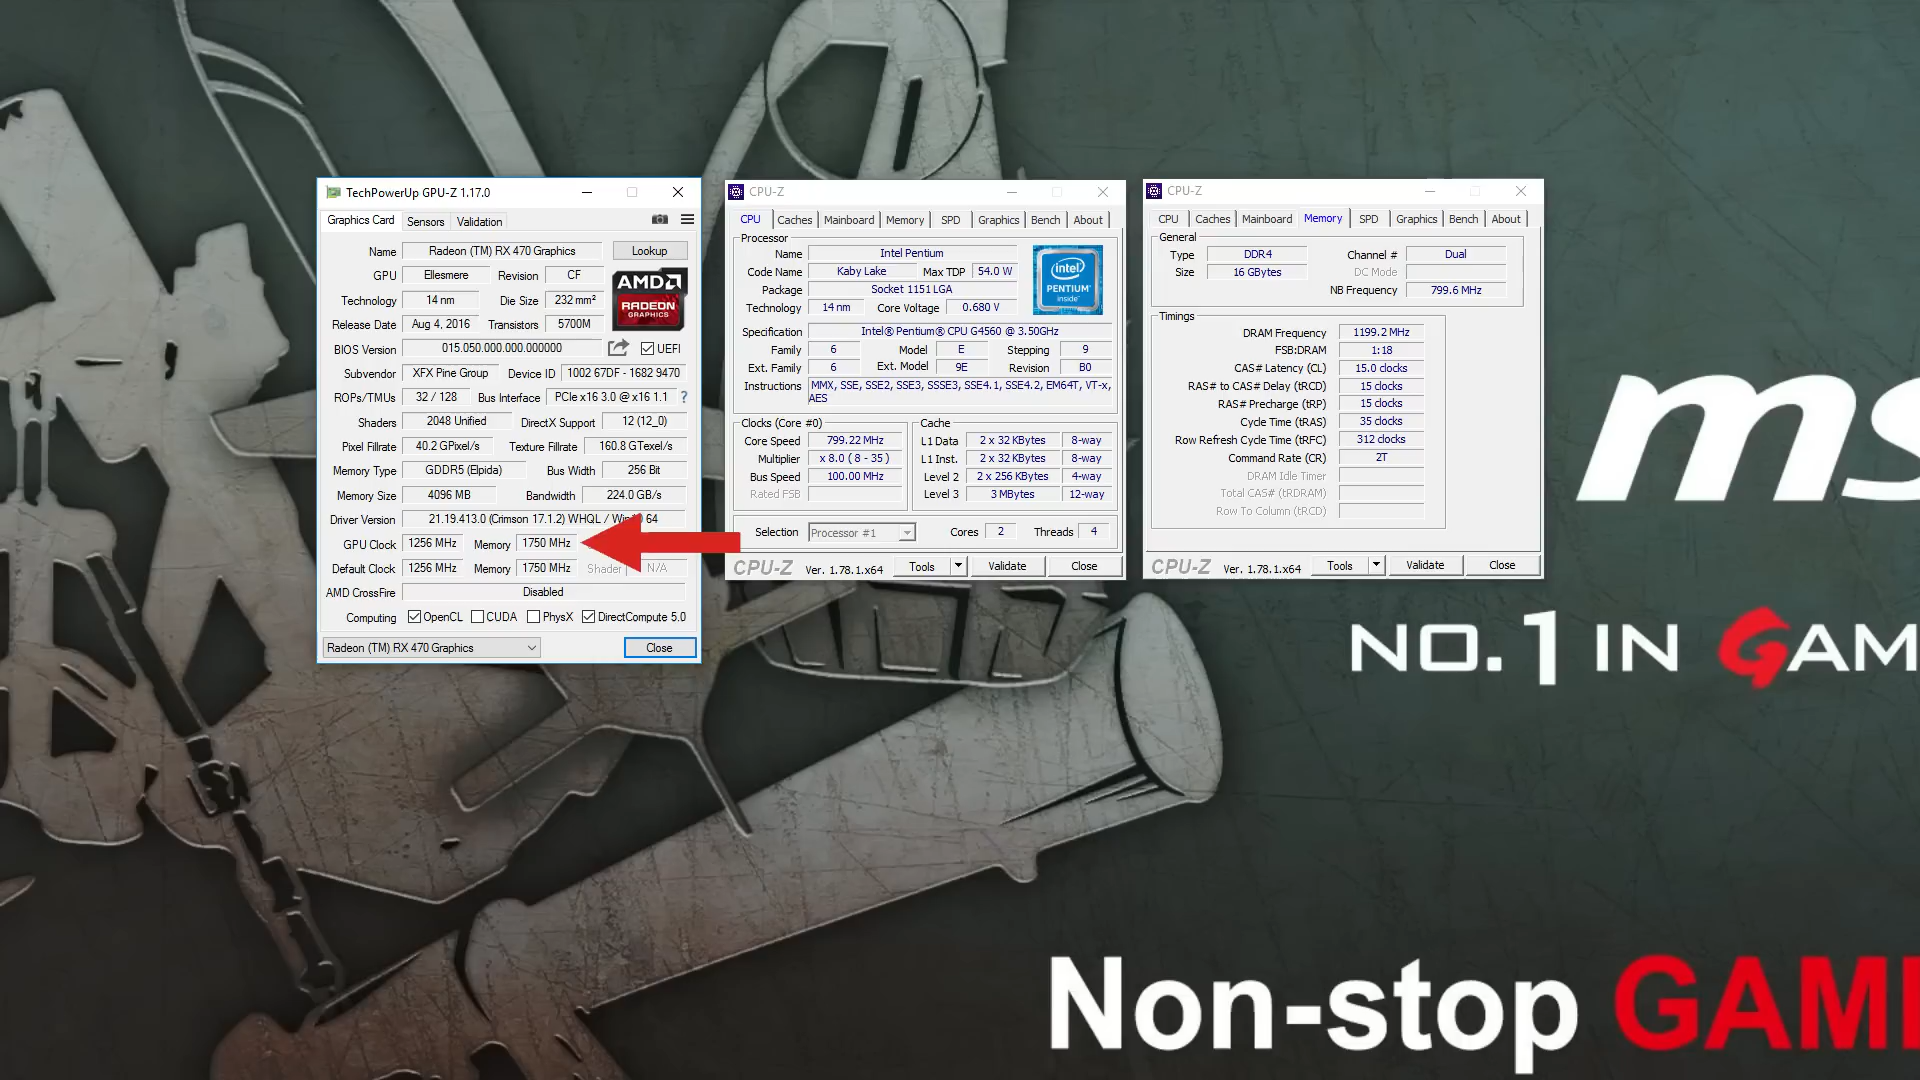 TechPowerUp GPU-Z 1.17.0
Graphics Card Sensors Validation
Name Radeon (TM) RX 470 Graphics Lookup
GPU Ellesmere Revision CF
AMD
RADEON
GRAPHICS
Technology 14 nm Die Size 232 mm²
Release Date Aug 4, 2016 Transistors 5700M
BIOS Version 015.050.000.000.000000 UEFI
Subvendor XFX Pine Group Device ID 1002 67DF - 1682 9470
ROPs/TMUs 32 / 128 Bus Interface PCIe x16 3.0 @ x16 1.1 ?
Shaders 2048 Unified DirectX Support 12 (12_0)
Pixel Fillrate 40.2 GPixel/s Texture Fillrate 160.8 GTexel/s
Memory Type GDDR5 (Elpida) Bus Width 256 Bit
Memory Size 4096 MB Bandwidth 224.0 GB/s
Driver Version 21.19.413.0 (Crimson 17.1.2) WHQL / 64
GPU Clock 1256 MHz Memory 1750 MHz
Default Clock 1256 MHz Memory 1750 MHz Shader N/A
AMD CrossFire Disabled
Computing OpenCL CUDA PhysX DirectCompute 5.0
Radeon (TM) RX 470 Graphics Close
CPU-Z
CPU Caches Mainboard Memory SPD Graphics Bench About
Processor
Name Intel Pentium
Code Name Kaby Lake Max TDP 54.0 W
Package Socket 1151 LGA
Technology 14 nm Core Voltage 0.680 V
intel
PENTIUM
inside
Specification Intel® Pentium® CPU G4560 @ 3.50GHz
Family 6 Model E Stepping 9
Ext. Family 6 Ext. Model 9E Revision B0
Instructions MMX, SSE, SSE2, SSE3, SSSE3, SSE4.1, SSE4.2, EM64T, VT-x,
AES
Clocks (Core #0) Cache
Core Speed 799.22 MHz L1 Data 2 x 32 KBytes 8-way
Multiplier x 8.0 ( 8 - 35 ) L1 Inst. 2 x 32 KBytes 8-way
Bus Speed 100.00 MHz Level 2 2 x 256 KBytes 4-way
Rated FSB Level 3 3 MBytes 12-way
Selection Processor #1 Cores 2 Threads 4
CPU-Z Ver. 1.78.1.x64 Tools Validate Close
CPU-Z
CPU Caches Mainboard Memory SPD Graphics Bench About
General
Type DDR4 Channel # Dual
Size 16 GBytes DC Mode
NB Frequency 799.6 MHz
Timings
DRAM Frequency 1199.2 MHz
FSB:DRAM 1:18
CAS# Latency (CL) 15.0 clocks
RAS# to CAS# Delay (tRCD) 15 clocks
RAS# Precharge (tRP) 15 clocks
Cycle Time (tRAS) 35 clocks
Row Refresh Cycle Time (tRFC) 312 clocks
Command Rate (CR) 2T
DRAM Idle Timer
Total CAS# (tRDRAM)
Row To Column (tRCD)
CPU-Z Ver. 1.78.1.x64 Tools Validate Close
ms
NO.1 IN GAM
Non-stop GAM